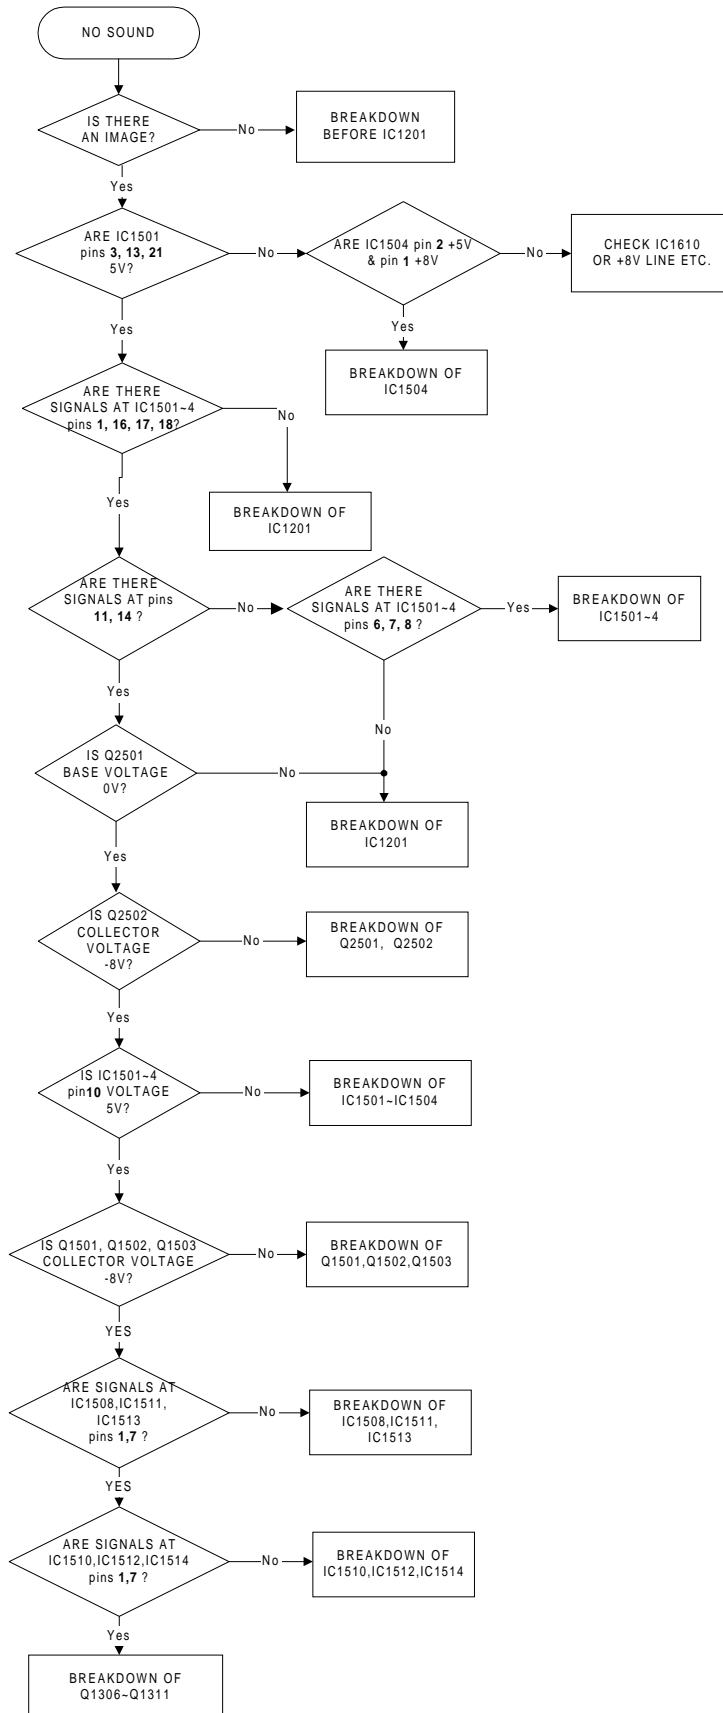 NO SOUND
IS THERE
AN IMAGE?
No
BREAKDOWN
BEFORE IC1201
Yes
ARE IC1501
pins 3, 13, 21
5V?
No
ARE IC1504 pin 2 +5V
& pin 1 +8V
No
CHECK IC1610
OR +8V LINE ETC.
Yes
Yes
BREAKDOWN OF
IC1504
ARE THERE
SIGNALS AT IC1501~4
pins 1, 16, 17, 18?
No
BREAKDOWN OF
IC1201
Yes
ARE THERE
SIGNALS AT pins
11, 14 ?
No
ARE THERE
SIGNALS AT IC1501~4
pins 6, 7, 8 ?
Yes
BREAKDOWN OF
IC1501~4
Yes
No
IS Q2501
BASE VOLTAGE
0V?
No
BREAKDOWN OF
IC1201
Yes
IS Q2502
COLLECTOR
VOLTAGE
-8V?
No
BREAKDOWN OF
Q2501, Q2502
Yes
IS IC1501~4
pin10 VOLTAGE
5V?
No
BREAKDOWN OF
IC1501~IC1504
Yes
IS Q1501, Q1502, Q1503
COLLECTOR VOLTAGE
-8V?
No
BREAKDOWN OF
Q1501,Q1502,Q1503
YES
ARE SIGNALS AT
IC1508,IC1511,
IC1513
pins 1,7 ?
No
BREAKDOWN OF
IC1508,IC1511,
IC1513
YES
ARE SIGNALS AT
IC1510,IC1512,IC1514
pins 1,7 ?
No
BREAKDOWN OF
IC1510,IC1512,IC1514
Yes
BREAKDOWN OF
Q1306~Q1311